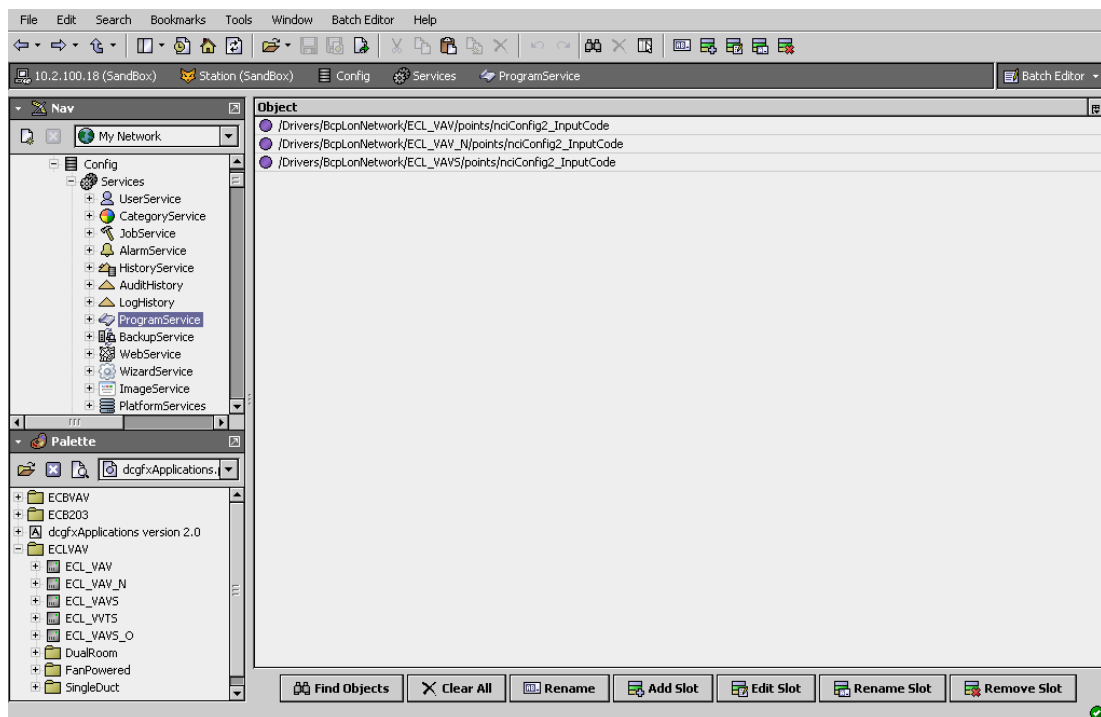 File Edit Search Bookmarks Tools Window Batch Editor Help
10.2.100.18 (SandBox) Station (SandBox) Config Services ProgramService Batch Editor
Nav
My Network
Config
Services
UserService
CategoryService
JobService
AlarmService
HistoryService
AuditHistory
LogHistory
ProgramService
BackupService
WebService
WizardService
ImageService
PlatformServices
Palette
dcgfxApplications.
ECBVAV
ECB203
dcgfxApplications version 2.0
ECLVAV
ECL_VAV
ECL_VAV_N
ECL_VAVS
ECL_VVTS
ECL_VAVS_O
DualRoom
FanPowered
SingleDuct
Object
/Drivers/BcpLonNetwork/ECL_VAV/points/nciConfig2_InputCode
/Drivers/BcpLonNetwork/ECL_VAV_N/points/nciConfig2_InputCode
/Drivers/BcpLonNetwork/ECL_VAVS/points/nciConfig2_InputCode
Find Objects Clear All Rename Add Slot Edit Slot Rename Slot Remove Slot